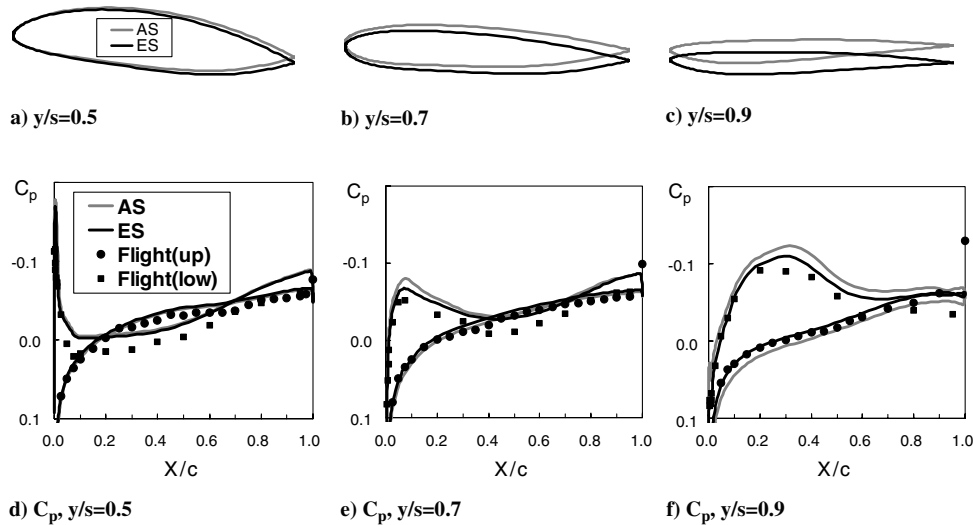 AS
ES
a) y/s=0.5
b) y/s=0.7
c) y/s=0.9
Cp
AS
ES
Flight(up)
Flight(low)
-0.1
0.0
0.1
0.0 0.2 0.4 0.6 0.8 1.0
X/c
d) Cp, y/s=0.5
Cp
-0.1
0.0
0.1
0.0 0.2 0.4 0.6 0.8 1.0
X/c
e) Cp, y/s=0.7
Cp
-0.1
0.0
0.1
0.0 0.2 0.4 0.6 0.8 1.0
X/c
f) Cp, y/s=0.9